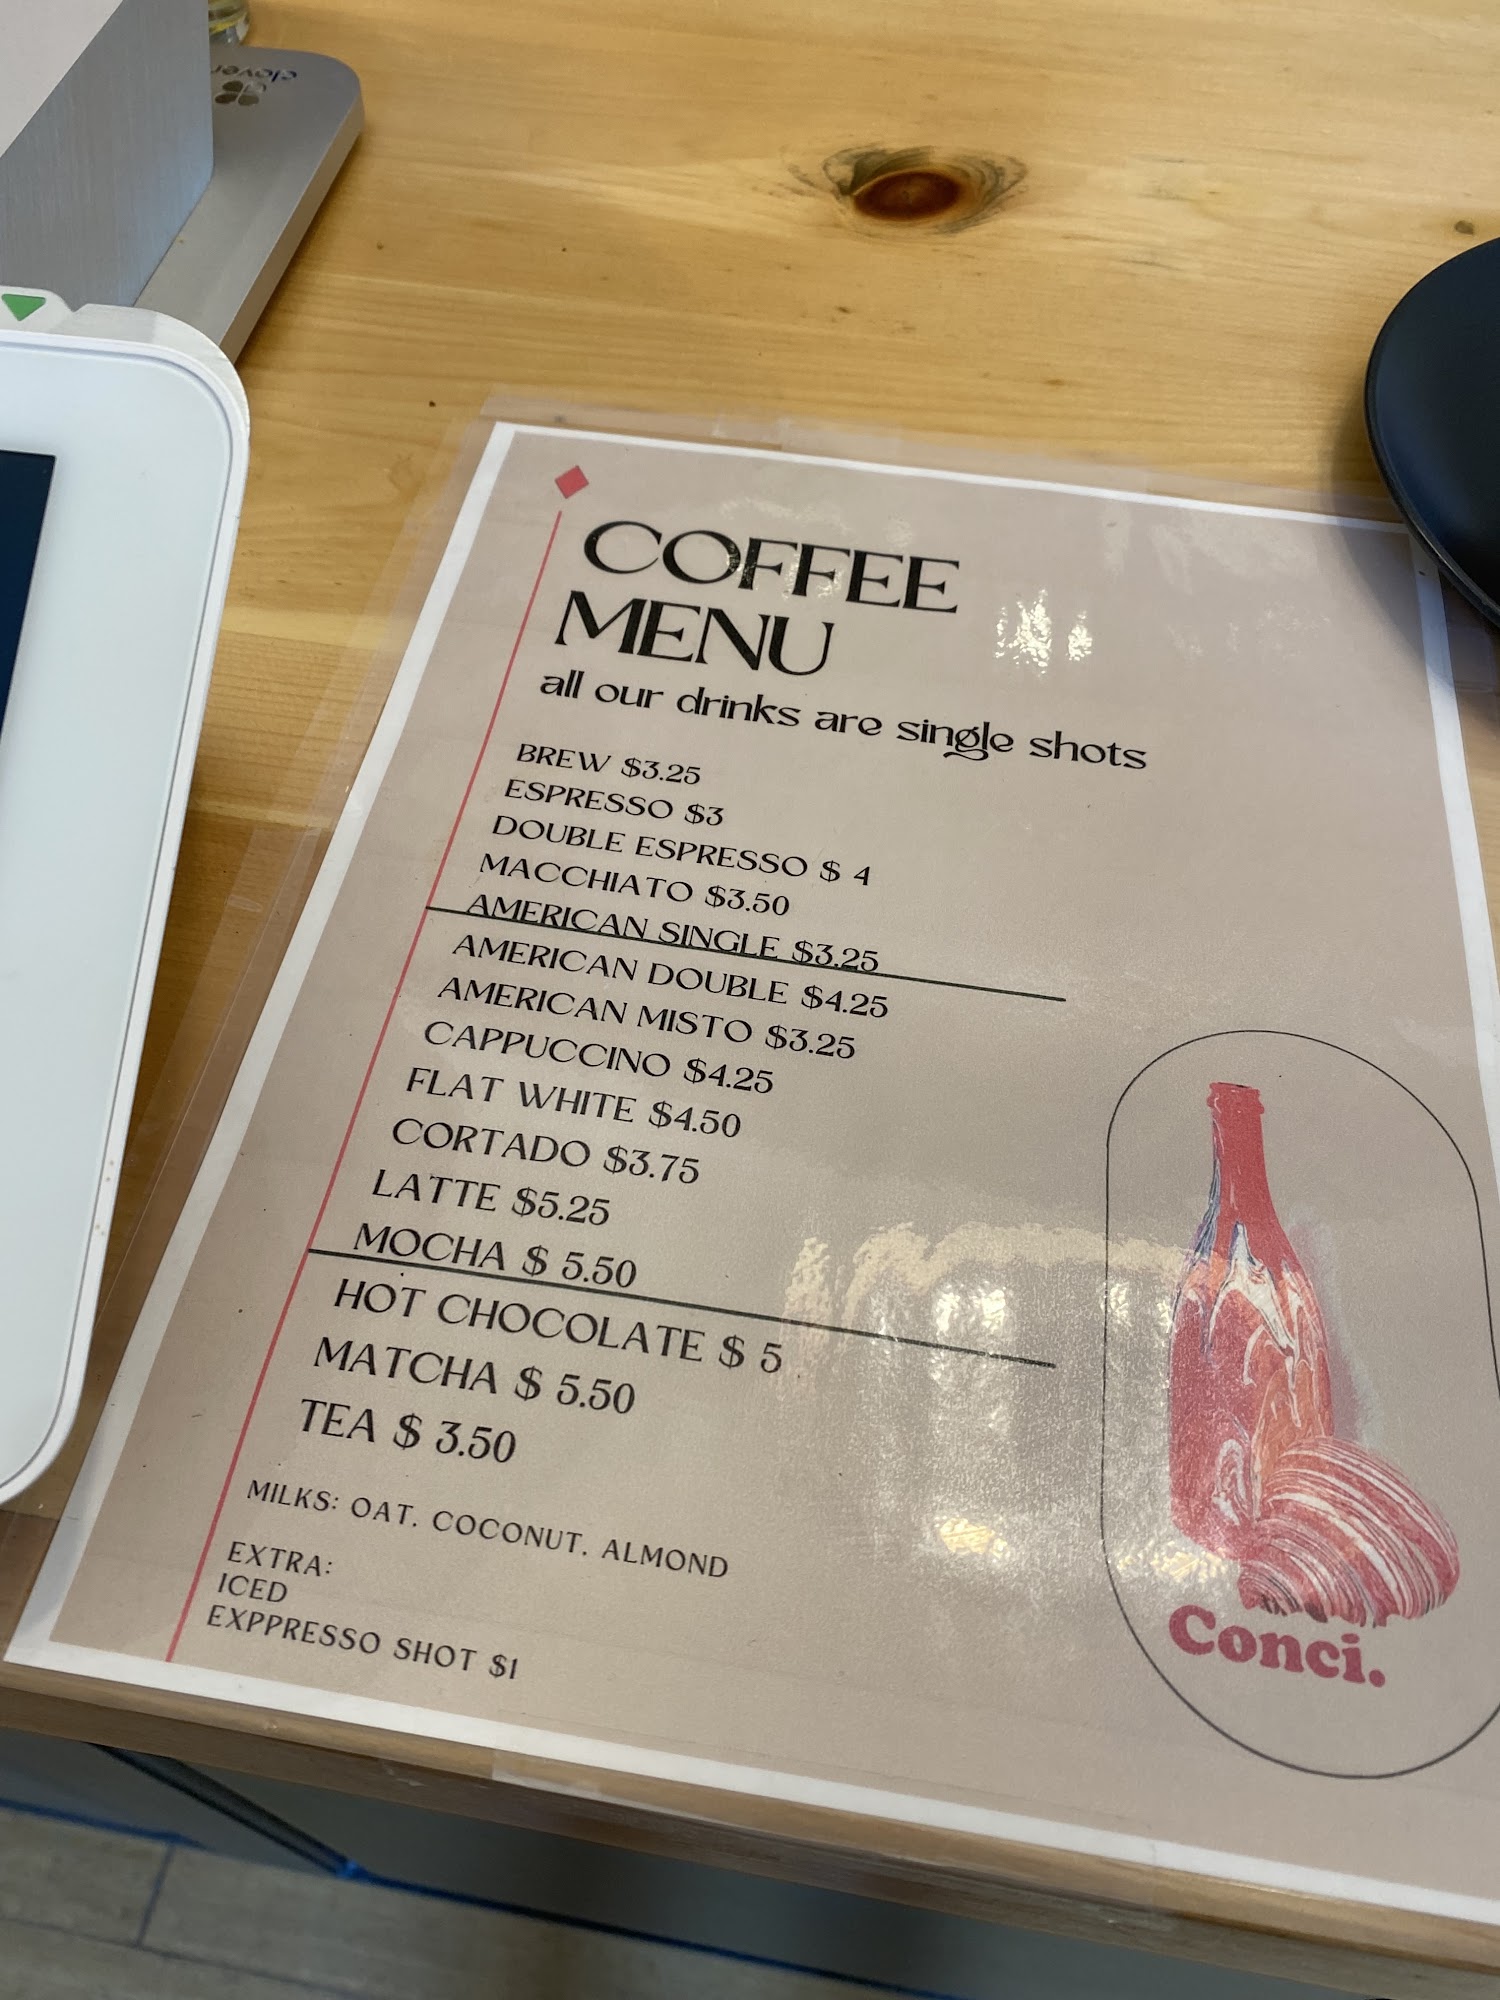 clover
COFFEE
MENU
all our drinks are single shots
BREW $3.25
ESPRESSO $3
DOUBLE ESPRESSO $ 4
MACCHIATO $3.50
AMERICAN SINGLE $3.25
AMERICAN DOUBLE $4.25
AMERICAN MISTO $3.25
CAPPUCCINO $4.25
FLAT WHITE $4.50
CORTADO $3.75
LATTE $5.25
MOCHA $ 5.50
HOT CHOCOLATE $ 5
MATCHA $ 5.50
TEA $ 3.50
MILKS: OAT. COCONUT. ALMOND
EXTRA:
ICED
EXPPRESSO SHOT $1
Conci.